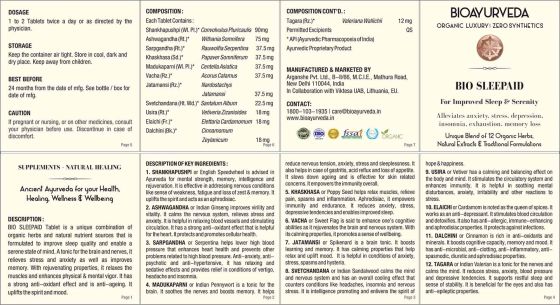 DOSAGE
1 to 2 Tablets twice a day or as directed by the
physician.
STORAGE
Keep the container air tight. Store in cool, dark and
dry place. Keep away from children.
BEST BEFORE
24 months from the date of mfg. See bottle / box for
date of mfg.
CAUTION
If pregnant or nursing, or on other medicines, consult
your physician before use. Discontinue in case of
discomfort.
Page 5
COMPOSITION:
Each Tablet Contains :
Shankhapushpi (Wl. Pl.)* Convolvulus Pluricaulis 90mg
Ashwagandha (Rt.)* Withania Somnifera 75 mg
Sarpgandha (Rt.)* Rauwolfia Serpentina 37.5 mg
Khaskhasa (Sd.)* Papaver Somniferum 37.5 mg
Madukaparni (Wl. Pl.)* Centella Asiatica 37.5 mg
Vacha (Rz.)* Acorus Calamus 37.5 mg
Jatamansi (Rz.)* Nardostachys
Jatamansi 37.5 mg
Svetchandana (Ht. Wd.)* Santalum Album 22.5 mg
Usira (Rt.)* Vetiveria Zizanioides 18 mg
Elaichi (Fr.)* Elettaria Cardamomum 18 mg
Dalchini (Bk.) Cinnamomum
Zeylanicum 18 mg
Page 6
COMPOSITION CONT'D. :
Tagara (Rz.)* Valeriana Wallichii 12 mg
Permitted Excipients QS
* API (Ayurvedic Pharmacopoeia of India)
Ayurvedic Proprietary Product
MANUFACTURED & MARKETED BY
Arganshe Pvt. Ltd., B–8/86, M.C.I.E., Mathura Road,
New Delhi 110044, India.
In Collaboration with Viktesa UAB, Lithuania, EU.
CONTACT:
1800–103–1935 | care@bioayurveda.in
www.bioayurveda.in
fssai
ORGANIC
Page 7
BIOAYURVEDA
ORGANIC LUXURY: ZERO SYNTHETICS
BIO SLEEPAID
For Improved Sleep & Serenity
Alleviates anxiety, stress, depression,
insomnia, exhaustion, memory loss
Unique Blend of 12 Organic Herbs,
Natural Extracts & Traditional Formulations
SUPPLEMENTS - NATURAL HEALING
Ancient Ayurveda for your Health,
Healing, Wellness & Wellbeing
DESCRIPTION :
BIO SLEEPAID Tablet is a unique combination of
organic herbs and natural nutrient sources that is
formulated to improve sleep quality and enable a
serene state of mind. A tonic for the brain and nerves, it
relieves stress and anxiety as well as improves
memory. With rejuvenating properties; it relaxes the
muscles and enhances physical & mental vigor. It has
a strong anti–oxidant effect and is anti–ageing. It
uplifts the spirit and mood.
Page 1
DESCRIPTION OF KEY INGREDIENTS :
1. SHANKHAPUSHPI or English Speedwheel is advised in
Ayurveda for mental strength, memory, intelligence and
rejuvenation. It is effective in addressing nervous conditions
like sense of weakness, fatigue and loss of zest & memory. It
uplifts the spirit and acts as an aphrodisiac.
2. ASHWAGANDHA or Indian Ginseng improves virility and
vitality. It calms the nervous system, relieves stress and
anxiety. It is helpful in relaxing blood vessels and stimulating
circulation. It has a strong anti–oxidant effect that is helpful
for the heart. It protects and promotes cellular health.
3. SARPGANDHA or Serpentina helps lower high blood
pressure that enhances heart health and prevents other
problems related to high blood pressure. Anti–anxiety, anti–
psychotic and anti–hypertensive, it has relaxing and
sedative effects and provides relief in conditions of vertigo,
headache and insomnia.
4. MADUKAPARNI or Indian Pennywort is a tonic for the
brain. It soothes the nerves and boosts memory. It helps
Page 2
reduce nervous tension, anxiety, stress and sleeplessness. It
also helps in case of gastritis, acid reflux and loss of appetite.
It slows down ageing and is effective for skin related
concerns. It improves the immunity overall.
5. KHASKHASA or Poppy Seed helps relax muscles, relieve
pain, spasms and inflammation. Aphrodisiac, it empowers
immunity and endurance. It reduces anxiety, stress,
depressive tendencies and enables improved sleep.
6. VACHA or Sweet Flag is said to enhance one's cognitive
abilities as it rejuvenates the brain and nervous system. With
its calming properties, it promotes a sense of wellbeing.
7. JATAMANSI or Spikenard is a brain tonic. It boosts
learning and memory. It has calming properties that help
relax and uplift mood. It is helpful in conditions of anxiety,
stress, spasms and hysteria.
8. SVETCHANDANA or Indian Sandalwood calms the mind
and nervous system and has an overall cooling effect that
counters conditions like headaches, insomnia and nervous
stress. It is intelligence promoting and delivers the spirit of
Page 3
hope & happiness.
9. USIRA or Vetiver has a calming and balancing effect on
the body and mind. It stimulates the circulatory system and
enhances immunity. It is helpful in soothing mental
disturbances, anxiety, irritability and other reactions to
stress.
10. ELAICHI or Cardamom is noted as the queen of spices. It
works as an anti–depressant. It stimulates blood circulation
and detoxifies. It also has anti–allergic, immune–enhancing
and aphrodisiac properties. It protects against infections.
11. DALCHINI or Cinnamon is rich in anti–oxidants and
minerals. It boosts cognitive capacity, memory and mood. It
has anti–microbial, anti–clotting, anti–inflammatory, anti–
spasmodic, diuretic and aphrodisiac properties.
12. TAGARA or Indian Valerian is a tonic for the nerves and
calms the mind. It reduces stress, anxiety, blood pressure
and depressive tendencies. It supports restful sleep and
sense of stability. It is beneficial for the eyes and also has
anti–ageing properties.
Page 4